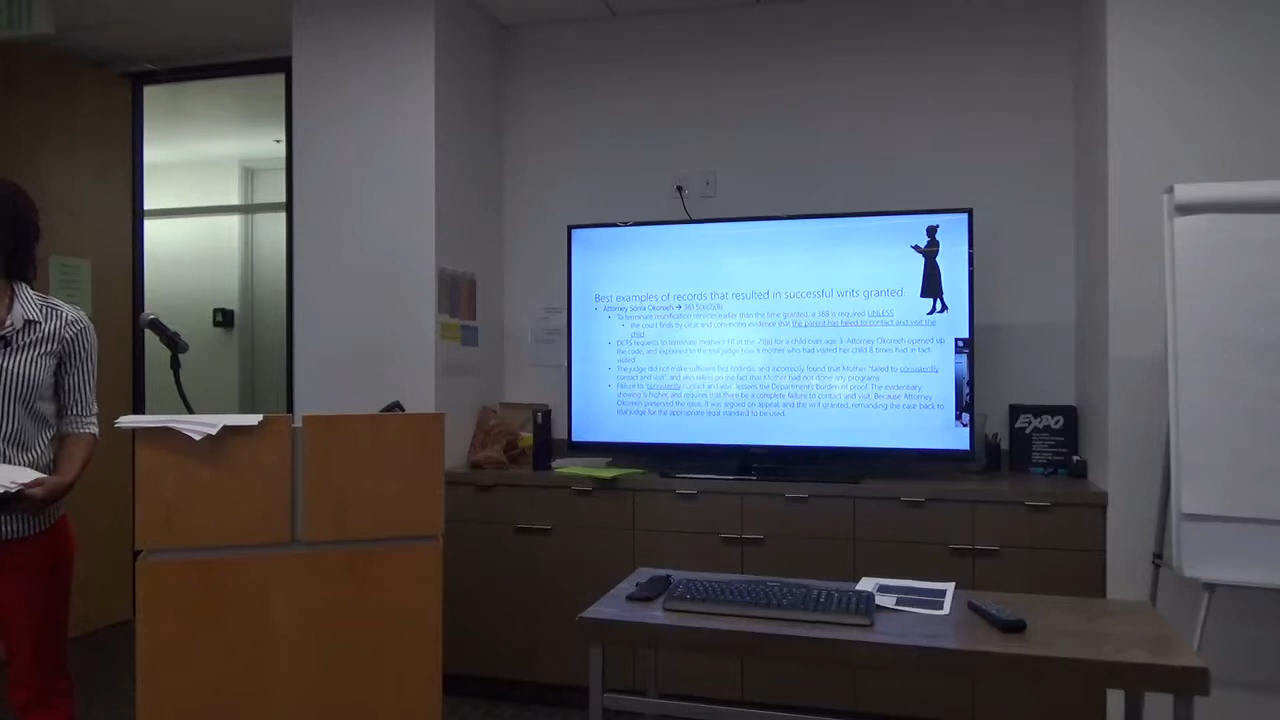 Best examples of records that resulted in successful writs granted:
Attorney Sonia Okoreeh →
To terminate reunification services earlier than the time granted, a 388 is required UNLESS
the court finds by clear and convincing evidence that the parent has failed to contact and visit the
child.
DCFS requests to terminate mother's FR at the .21(e) for a child over age 3. Attorney Okoreeh opened up
the code, and explained to the trial judge how a mother who had visited her child 8 times had in fact
visited.
The judge did not make sufficient fact findings, and incorrectly found that Mother "failed to consistently
contact and visit" and also relied on the fact that Mother had not done any programs.
Failure to "consistently contact and visit" lessens the Department's burden of proof. The evidentiary
showing is higher, and requires that there be a complete failure to contact and visit. Because Attorney
Okoreeh preserved the issue, it was argued on appeal, and the writ granted, remanding the case back to
trial judge for the appropriate legal standard to be used.
EXPO